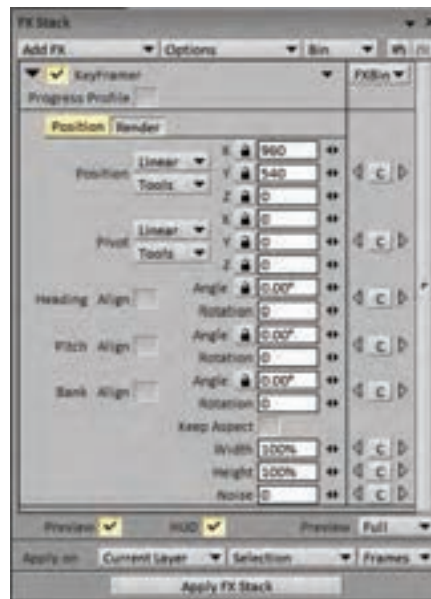 FX Stack
Add FX Options Bin
KeyFramer FXBin
Progress Profile
Position Render
X 960
Position Linear Y 540
Tools Z 0
X 0
Pivot Linear Y 0
Tools Z 0
Heading Align Angle 0.00°
Rotation 0
Pitch Align Angle 0.00°
Rotation 0
Bank Align Angle 0.00°
Rotation 0
Keep Aspect
Width 100% C
Height 100% C
Noise 0 C
Preview HUD Preview Full
Apply on Current Layer Selection Frames
Apply FX Stack